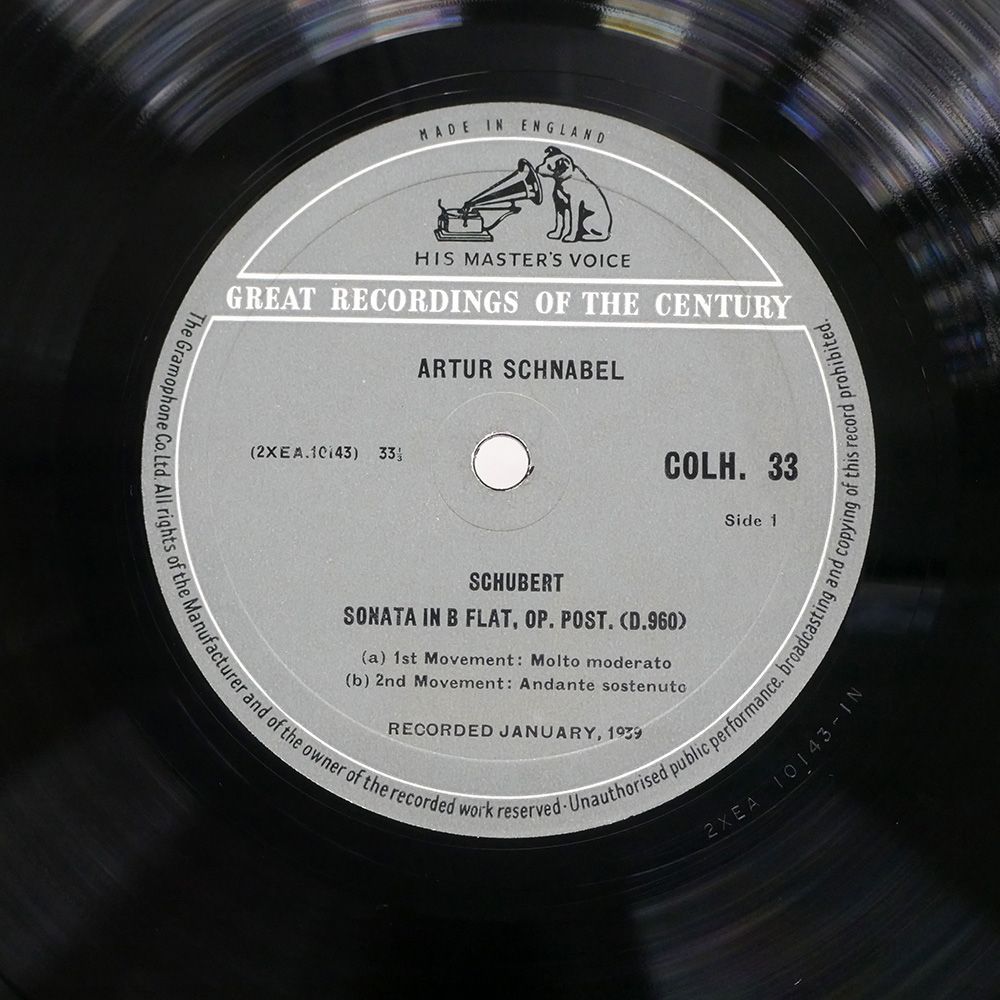 MADE IN ENGLAND
HIS MASTER'S VOICE
GREAT RECORDINGS OF THE CENTURY
ARTUR SCHNABEL
(2XEA.10143) 33⅓
COLH. 33
Side 1
SCHUBERT
SONATA IN B FLAT, OP. POST. (D.960)
(a) 1st Movement: Molto moderato
(b) 2nd Movement: Andante sostenuto
RECORDED JANUARY, 1939
The Gramophone Co. Ltd. All rights of the Manufacturer and of the owner of the recorded work reserved · Unauthorised public performance, broadcasting and copying of this record prohibited.
2XEA 10143-1N